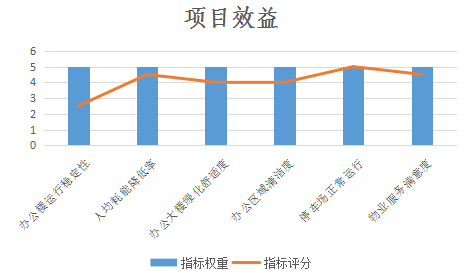 项目效益
6
5
4
3
2
1
0
办公楼运行稳定性
人均耗能降低率
办公大楼绿化舒适度
办公区域清洁度
停车场正常运行
物业服务满意度
指标权重
指标评分